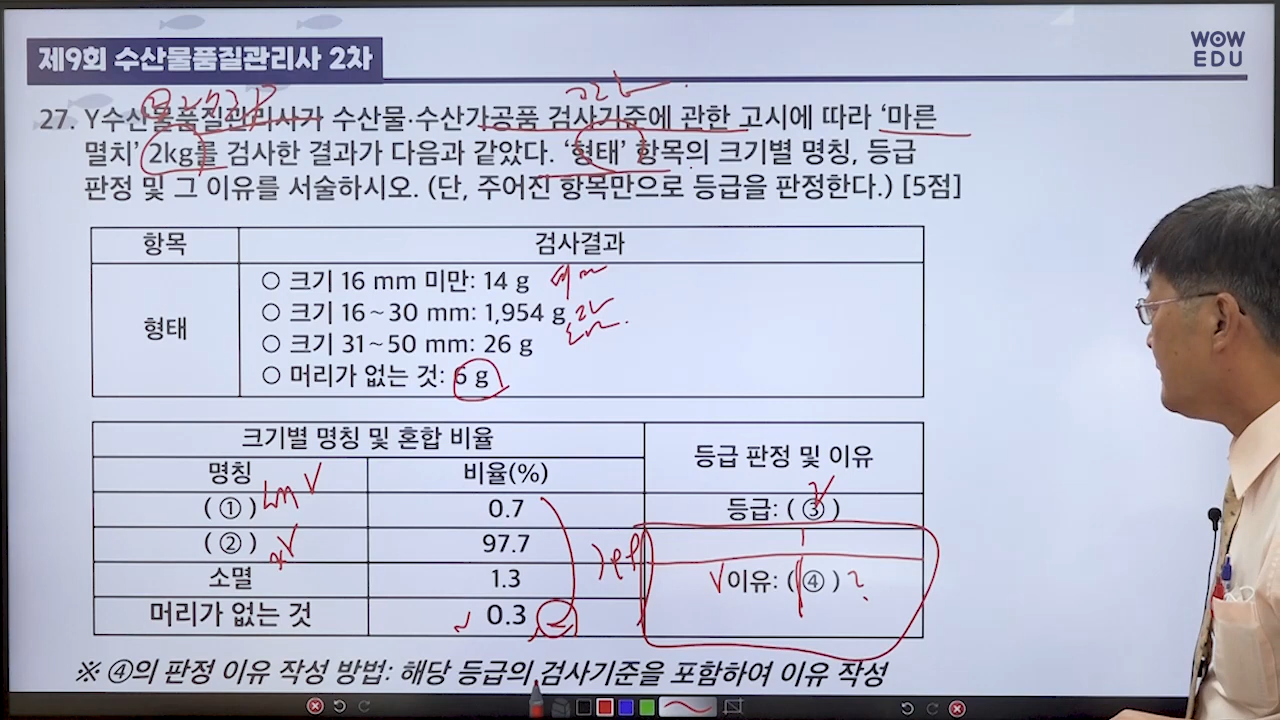 제9회 수산물품질관리사 2차
WOW
EDU
27. Y수산물품질관리사가 수산물·수산가공품 검사기준에 관한 고시에 따라 '마른
멸치' 2kg를 검사한 결과가 다음과 같았다. '형태' 항목의 크기별 명칭, 등급
판정 및 그 이유를 서술하시오. (단, 주어진 항목만으로 등급을 판정한다.) [5점]
항목 검사결과
형태
○ 크기 16 mm 미만: 14 g
○ 크기 16~30 mm: 1,954 g
○ 크기 31~50 mm: 26 g
○ 머리가 없는 것: 6 g
크기별 명칭 및 혼합 비율 등급 판정 및 이유
명칭 비율(%)
( ① ) 0.7 등급: ( ③ )
( ② ) 97.7
소멸 1.3 이유: ( ④ ) ?
머리가 없는 것 0.3
※ ④의 판정 이유 작성 방법: 해당 등급의 검사기준을 포함하여 이유 작성